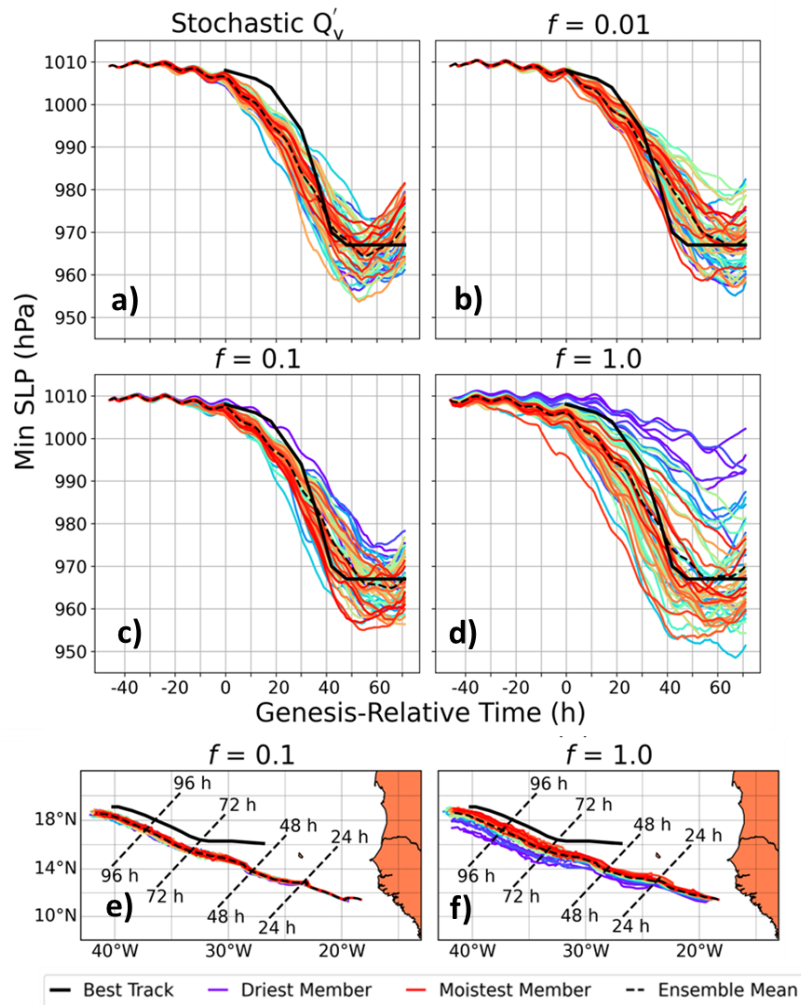 Stochastic Q′v
f = 0.01
1010
1000
990
980
970
960
950
a)
b)
Min SLP (hPa)
f = 0.1
f = 1.0
1010
1000
990
980
970
960
950
c)
d)
-40 -20 0 20 40 60 -40 -20 0 20 40 60
Genesis-Relative Time (h)
f = 0.1
f = 1.0
18°N
14°N
10°N
96 h
72 h
48 h
24 h
96 h
72 h
48 h
24 h
e)
96 h
72 h
48 h
24 h
96 h
72 h
48 h
24 h
f)
40°W 30°W 20°W 40°W 30°W 20°W
Best Track Driest Member Moistest Member Ensemble Mean